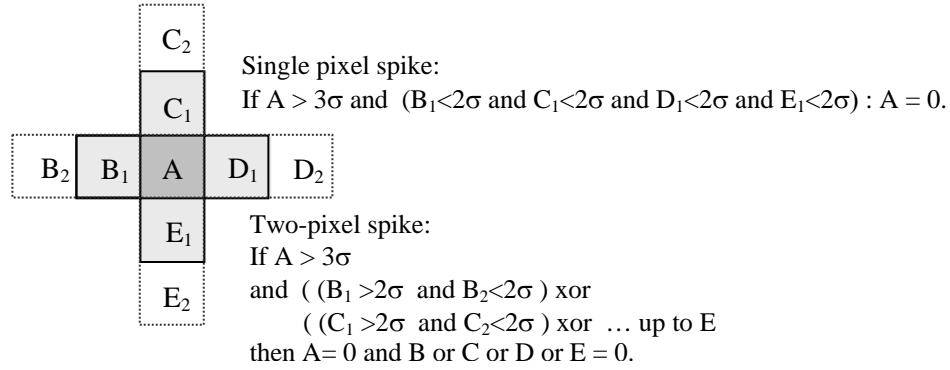 C₂
Single pixel spike:
C₁
If A > 3σ and (B₁<2σ and C₁<2σ and D₁<2σ and E₁<2σ) : A = 0.
B₂ B₁ A D₁ D₂
Two-pixel spike:
E₁
If A > 3σ
and ( (B₁ >2σ and B₂<2σ ) xor
E₂
( (C₁ >2σ and C₂<2σ ) xor … up to E
then A= 0 and B or C or D or E = 0.